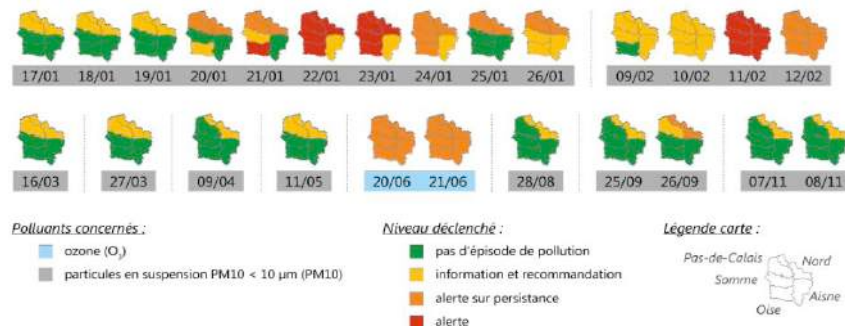 17/01 18/01 19/01 20/01 21/01 22/01 23/01 24/01 25/01 26/01 09/02 10/02 11/02 12/02
16/03 27/03 09/04 11/05 20/06 21/06 28/08 25/09 26/09 07/11 08/11
Polluants concernés :
ozone (O₃)
particules en suspension PM10 < 10 µm (PM10)
Niveau déclenché :
pas d'épisode de pollution
information et recommandation
alerte sur persistance
alerte
Légende carte :
Pas-de-Calais
Nord
Somme
Aisne
Oise